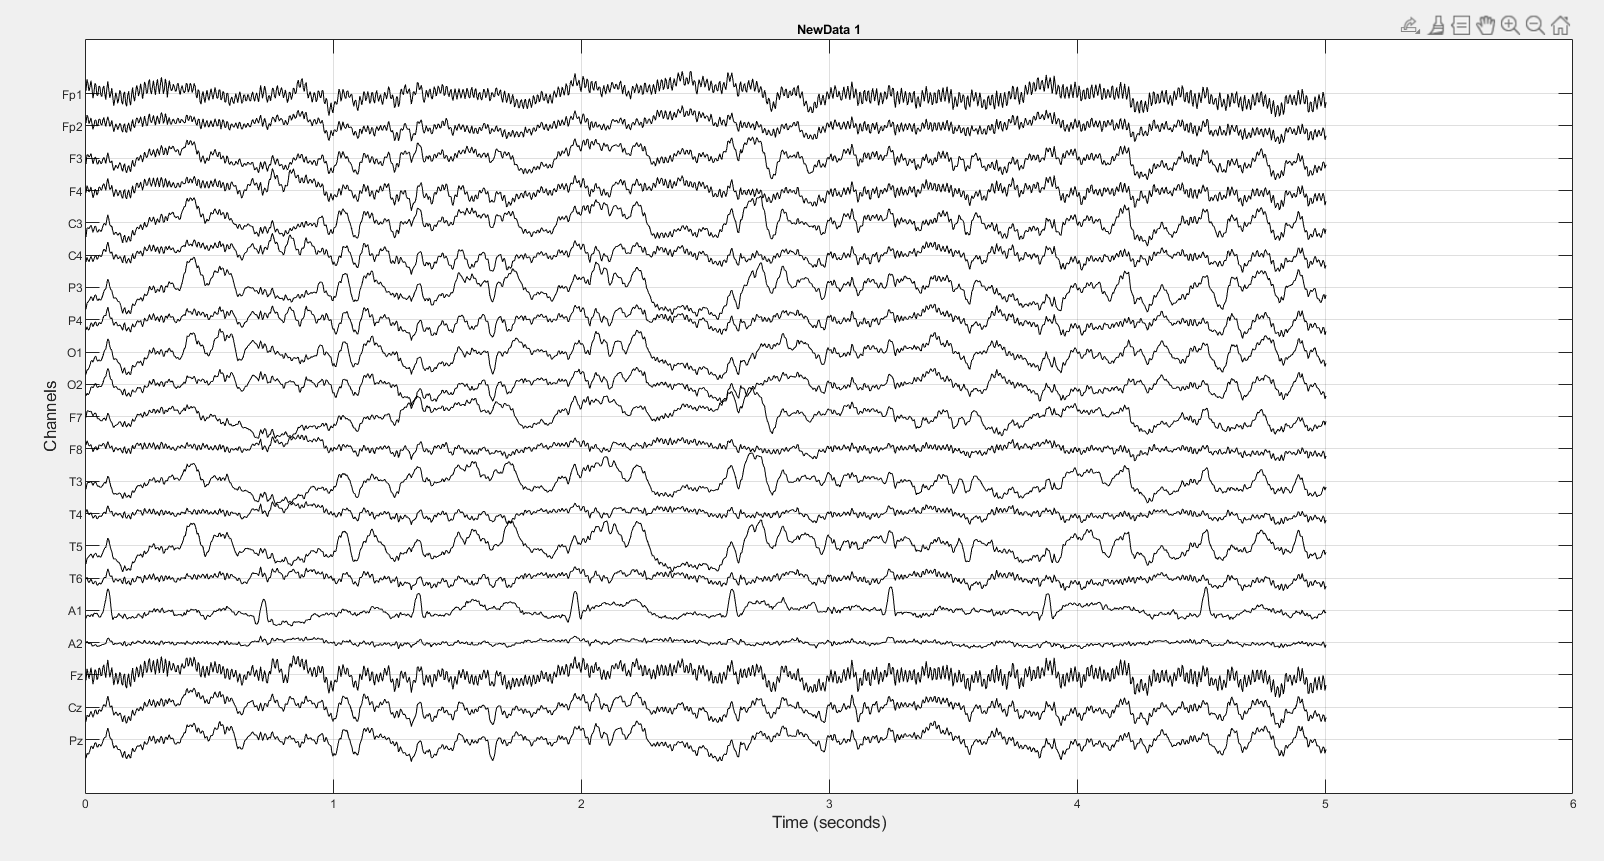 NewData 1
Fp1
Fp2
F3
F4
C3
C4
P3
P4
O1
O2
F7
F8
T3
T4
T5
T6
A1
A2
Fz
Cz
Pz
Channels
0 1 2 3 4 5 6
Time (seconds)